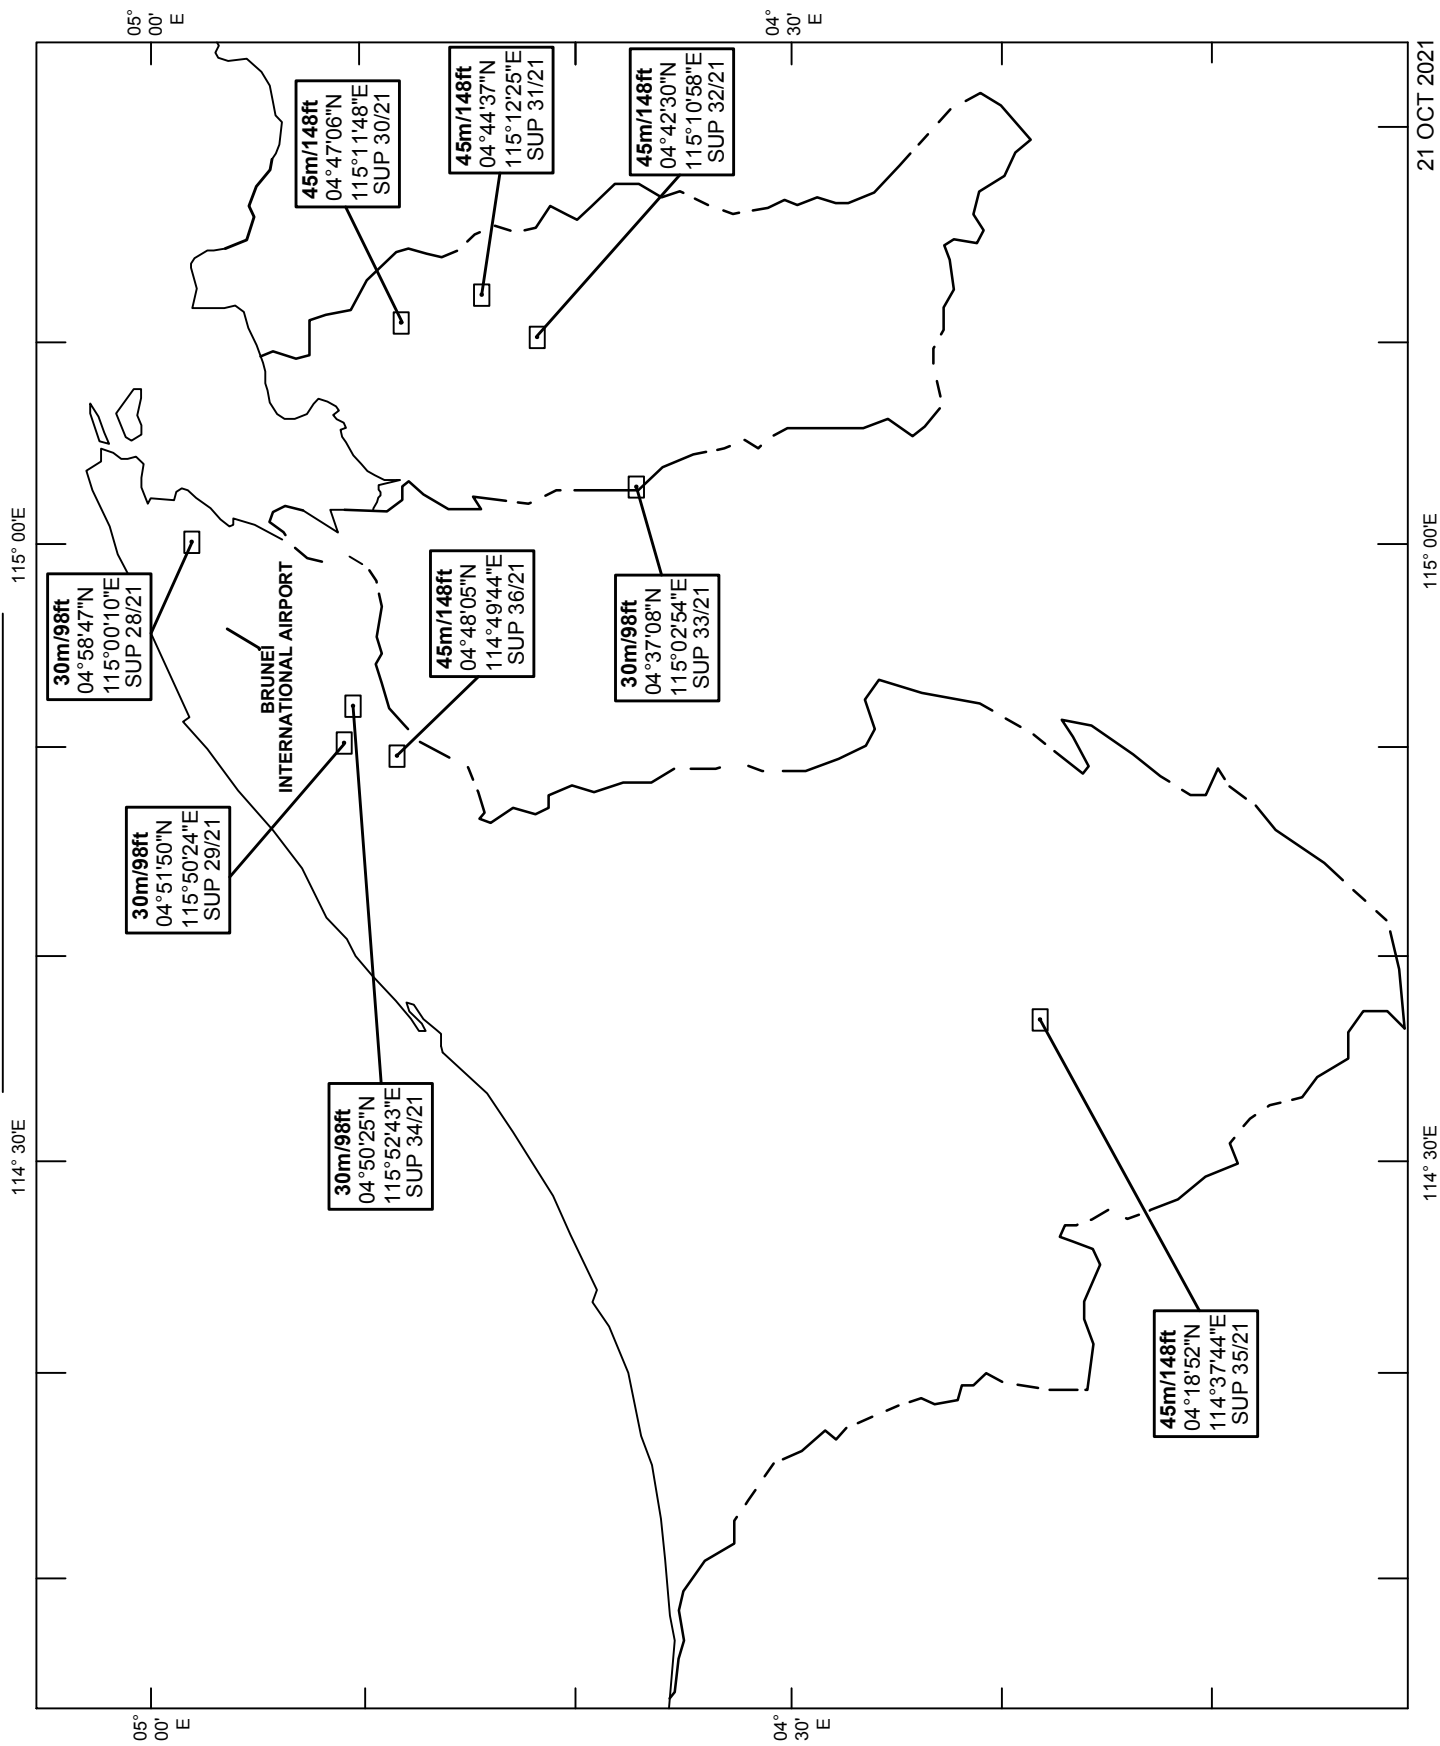 114° 30'E
115° 00'E
05°
00'
E
05°
00'
E
30m/98ft
04°58'47"N
115°00'10"E
SUP 28/21
30m/98ft
04°51'50"N
115°50'24"E
SUP 29/21
BRUNEI
INTERNATIONAL AIRPORT
45m/148ft
04°47'06"N
115°11'48"E
SUP 30/21
30m/98ft
04°50'25"N
115°52'43"E
SUP 34/21
45m/148ft
04°48'05"N
114°49'44"E
SUP 36/21
45m/148ft
04°44'37"N
115°12'25"E
SUP 31/21
30m/98ft
04°37'08"N
115°02'54"E
SUP 33/21
45m/148ft
04°42'30"N
115°10'58"E
SUP 32/21
04°
30'
E
04°
30'
E
45m/148ft
04°18'52"N
114°37'44"E
SUP 35/21
114° 30'E
115° 00'E
21 OCT 2021